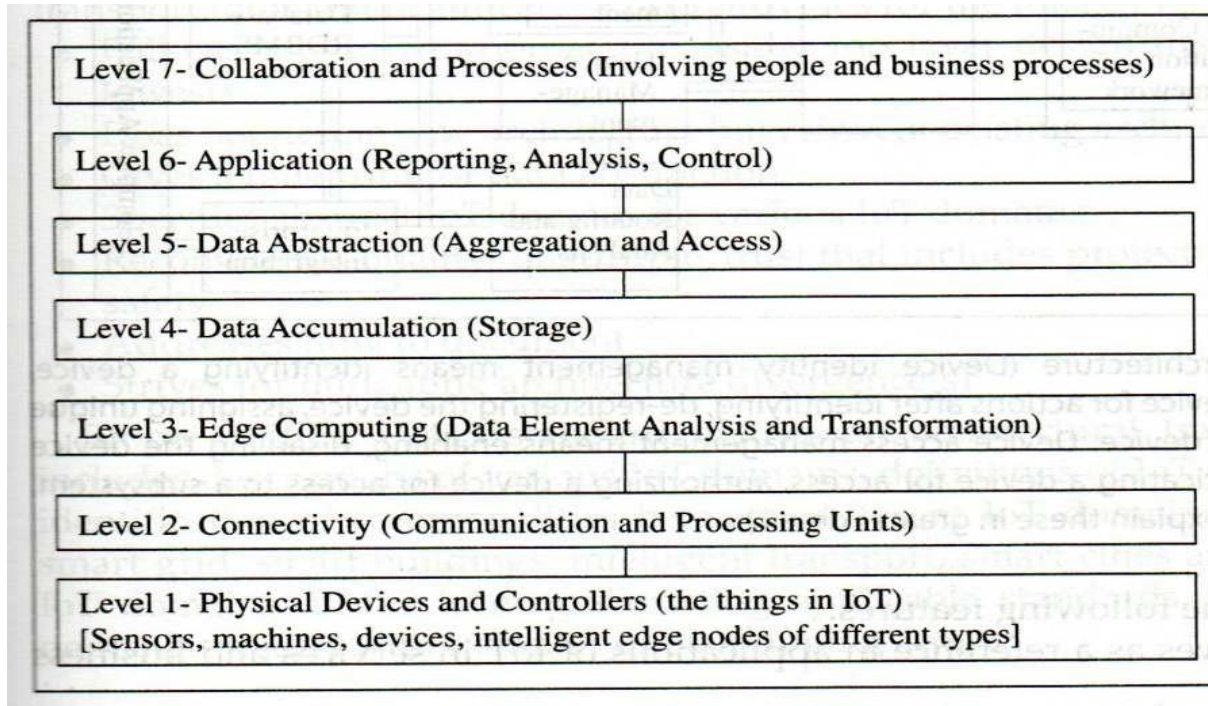 Level 7- Collaboration and Processes (Involving people and business processes)
Level 6- Application (Reporting, Analysis, Control)
Level 5- Data Abstraction (Aggregation and Access)
Level 4- Data Accumulation (Storage)
Level 3- Edge Computing (Data Element Analysis and Transformation)
Level 2- Connectivity (Communication and Processing Units)
Level 1- Physical Devices and Controllers (the things in IoT)
[Sensors, machines, devices, intelligent edge nodes of different types]